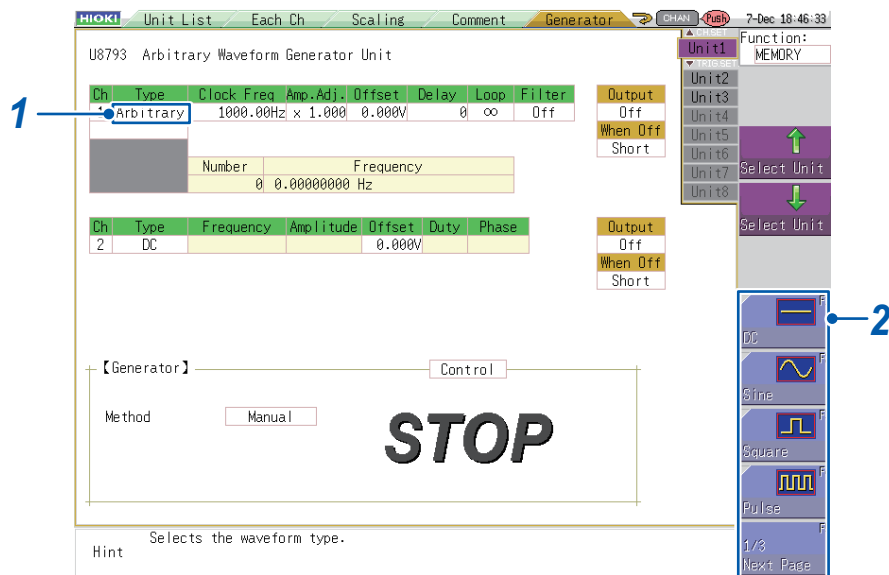 HIOKI Unit List Each Ch Scaling Comment Generator CHAN Push 7-Dec 18:46:33
▲ CH.SET
Function:
MEMORY
Unit1
▼ TRIG.SET
Unit2
Unit3
Unit4
Unit5
Unit6
Unit7
Unit8
U8793 Arbitrary Waveform Generator Unit
Ch Type Clock Freq Amp.Adj. Offset Delay Loop Filter
Arbitrary 1000.00Hz x 1.000 0.000V 0 ∞ Off
Output
Off
When Off
Short
Number Frequency
0 0.00000000 Hz
Ch Type Frequency Amplitude Offset Duty Phase
2 DC 0.000V
Output
Off
When Off
Short
【Generator】 Control
Method Manual
STOP
Hint Selects the waveform type.
Select Unit
Select Unit
F
DC
F
Sine
F
Square
F
Pulse
F
1/3
Next Page
1
2